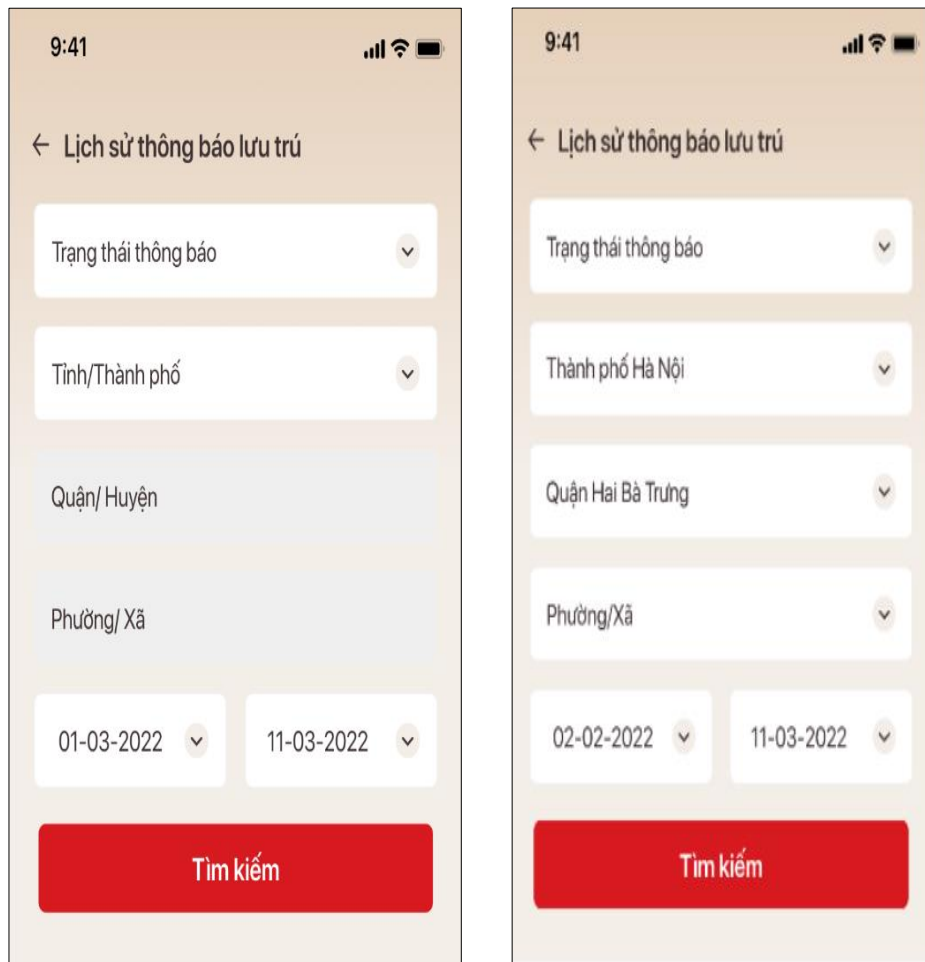 9:41
Lịch sử thông báo lưu trú
Trạng thái thông báo
Tỉnh/Thành phố
Quận/ Huyện
Phường/ Xã
01-03-2022 11-03-2022
Tìm kiếm
9:41
Lịch sử thông báo lưu trú
Trạng thái thông báo
Thành phố Hà Nội
Quận Hai Bà Trưng
Phường/Xã
02-02-2022 11-03-2022
Tìm kiếm